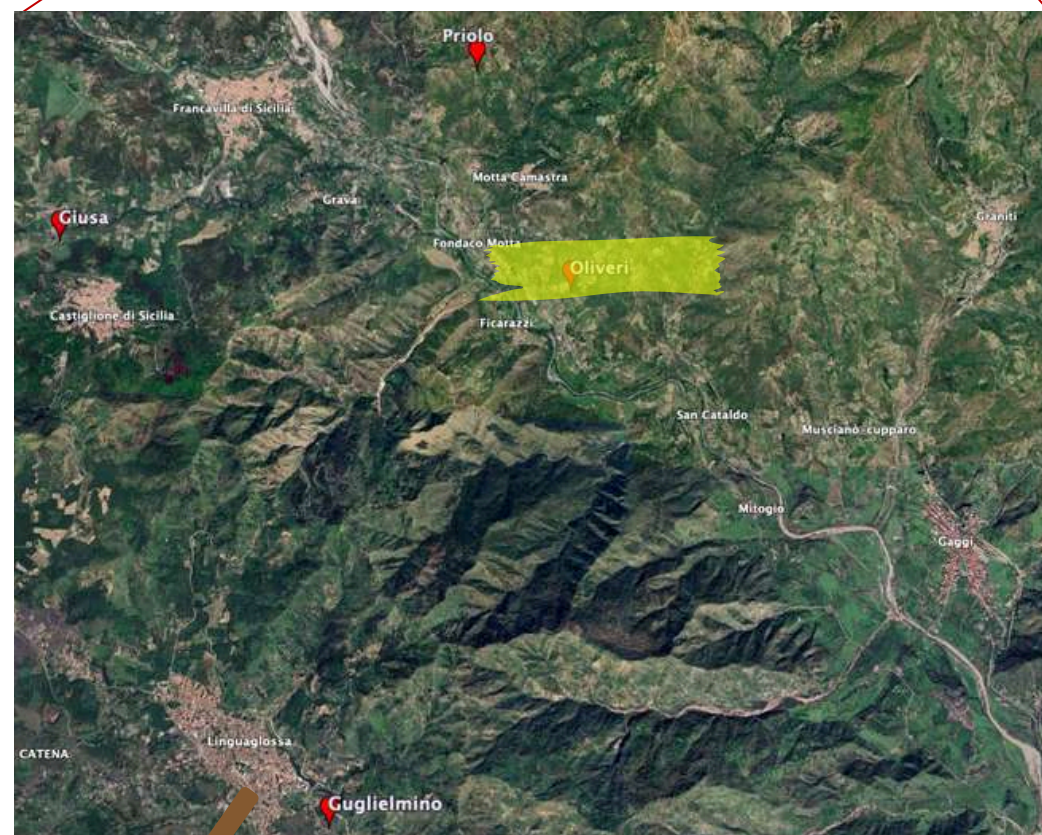 Priolo
Francavilla di Sicilia
Motta Camastra
Grava
Giusa
Graniti
Fondaco Motta
Oliveri
Castiglione di Sicilia
Ficarazzi
San Cataldo
Muscianò-cupparo
Mitogio
Gaggi
Linguaglossa
CATENA
Guglielmino